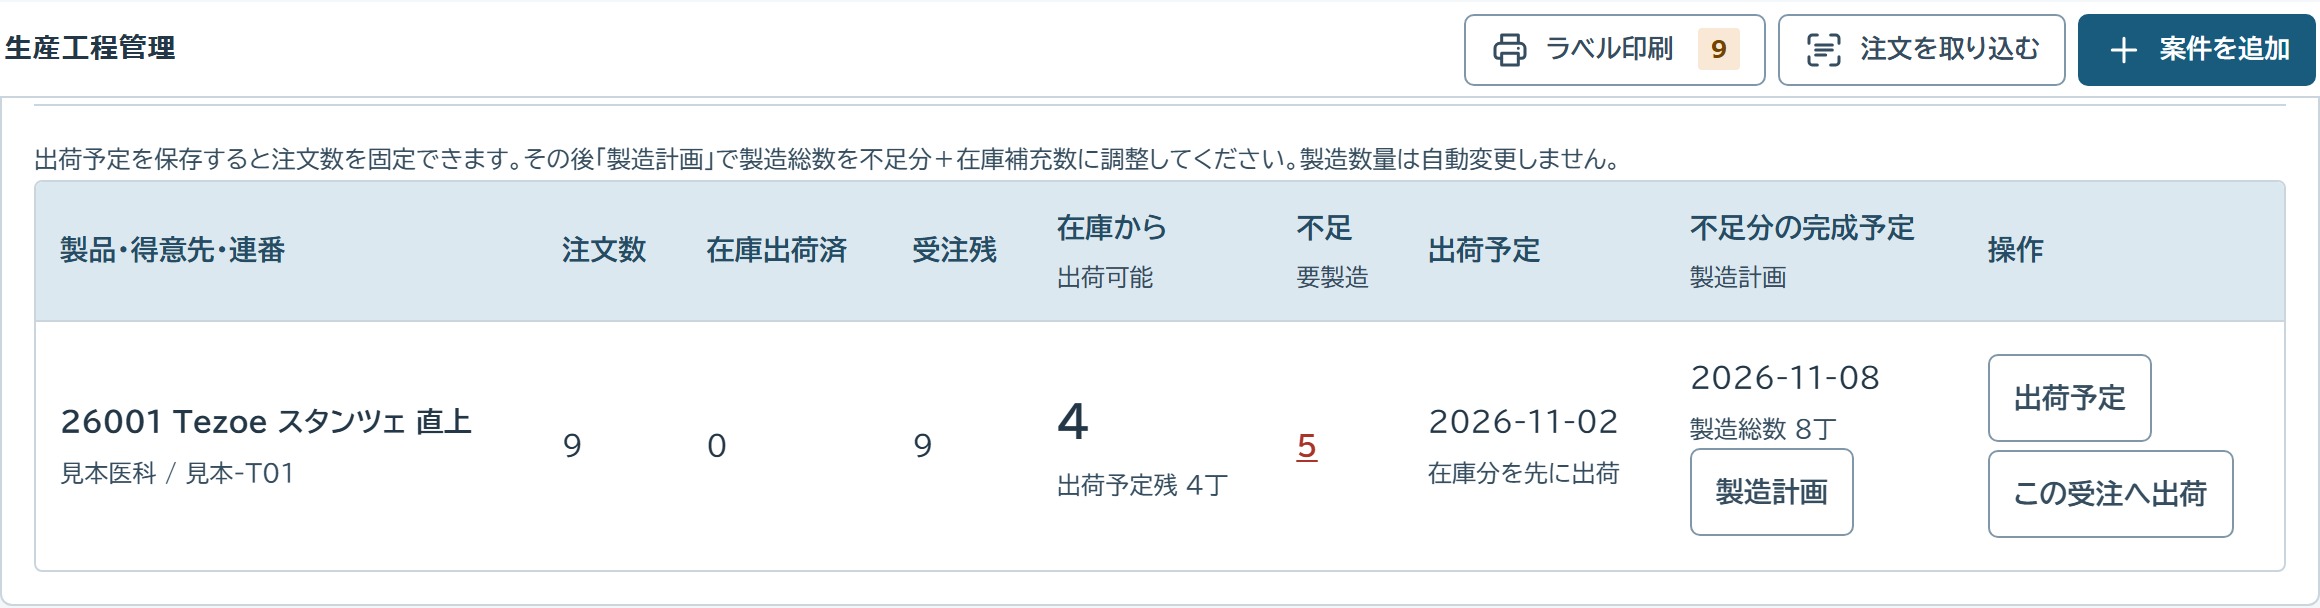 生産工程管理
ラベル印刷 9
注文を取り込む
案件を追加
出荷予定を保存すると注文数を固定できます。その後「製造計画」で製造総数を不足分＋在庫補充数に調整してください。製造数量は自動変更しません。
製品・得意先・連番
注文数
在庫出荷済
受注残
在庫から
出荷可能
不足
要製造
出荷予定
不足分の完成予定
製造計画
操作
26001 Tezoe スタンツェ 直上
見本医科 / 見本-T01
9
0
9
4
出荷予定残 4丁
5
2026-11-02
在庫分を先に出荷
2026-11-08
製造総数 8丁
製造計画
出荷予定
この受注へ出荷